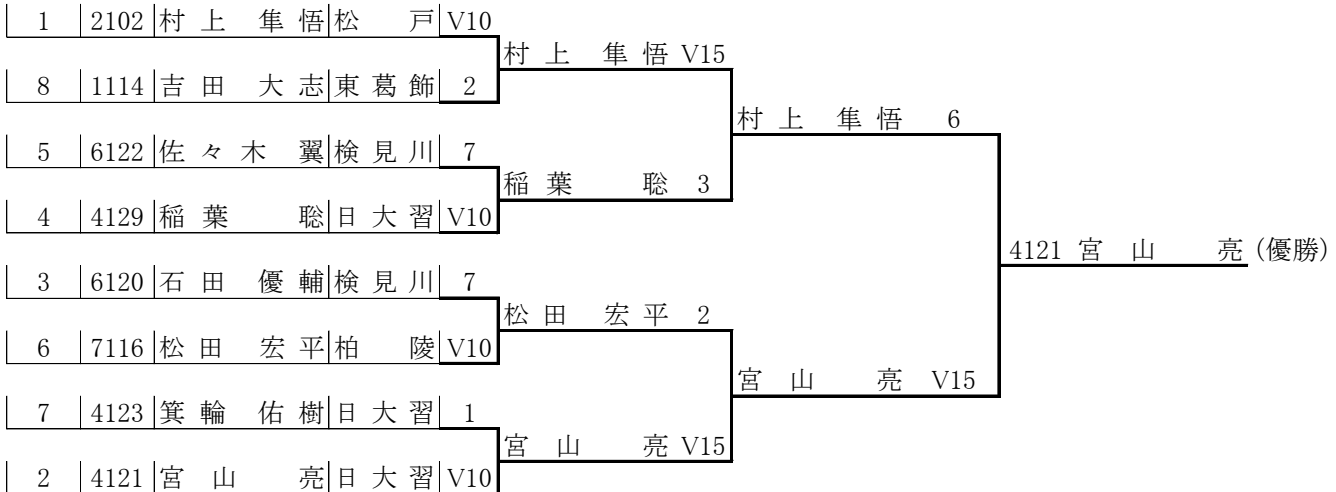 1 2102 村上 隼悟 松 戸 V10
村上 隼悟 V15
8 1114 吉田 大志 東葛飾 2
村上 隼悟 6
5 6122 佐々木 翼 検見川 7
稲葉 聡 3
4 4129 稲葉 聡 日大習 V10
4121 宮山 亮 (優勝)
3 6120 石田 優輔 検見川 7
松田 宏平 2
6 7116 松田 宏平 柏 陵 V10
宮山 亮 V15
7 4123 箕輪 佑樹 日大習 1
宮山 亮 V15
2 4121 宮山 亮 日大習 V10